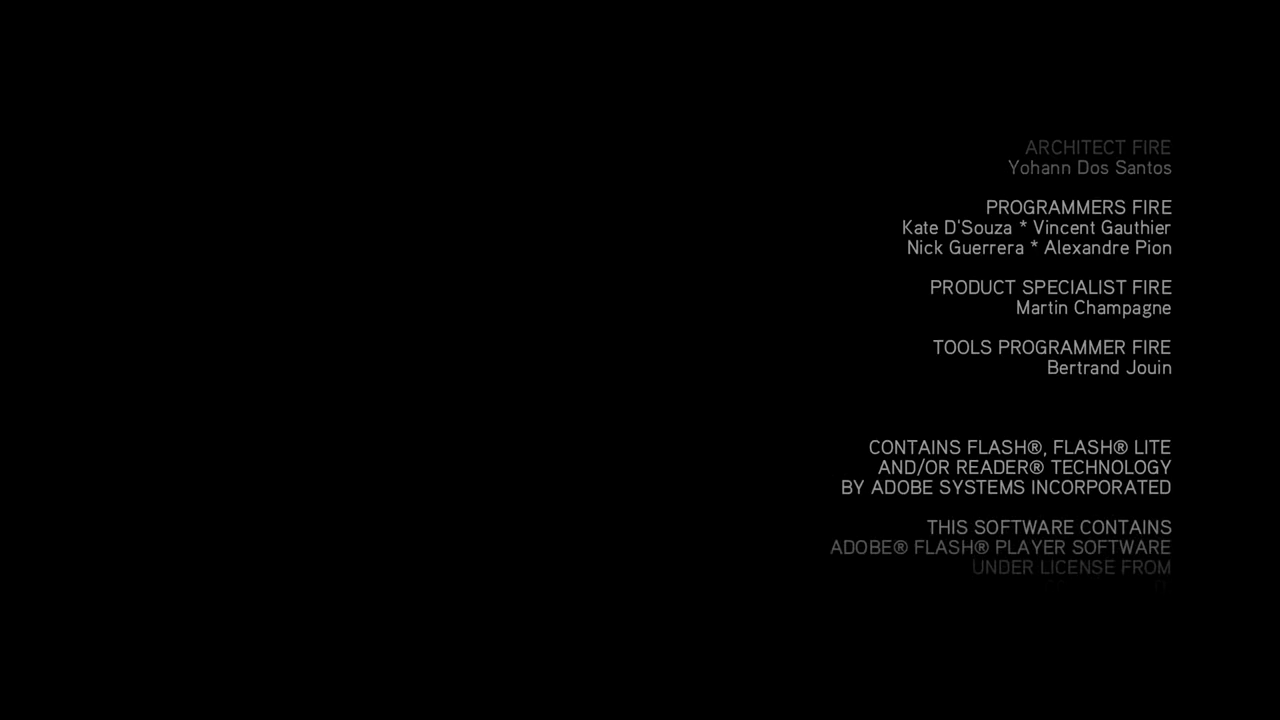 ARCHITECT FIRE
Yohann Dos Santos
PROGRAMMERS FIRE
Kate D'Souza * Vincent Gauthier
Nick Guerrera * Alexandre Pion
PRODUCT SPECIALIST FIRE
Martin Champagne
TOOLS PROGRAMMER FIRE
Bertrand Jouin
CONTAINS FLASH®, FLASH® LITE
AND/OR READER® TECHNOLOGY
BY ADOBE SYSTEMS INCORPORATED
THIS SOFTWARE CONTAINS
ADOBE® FLASH® PLAYER SOFTWARE
UNDER LICENSE FROM